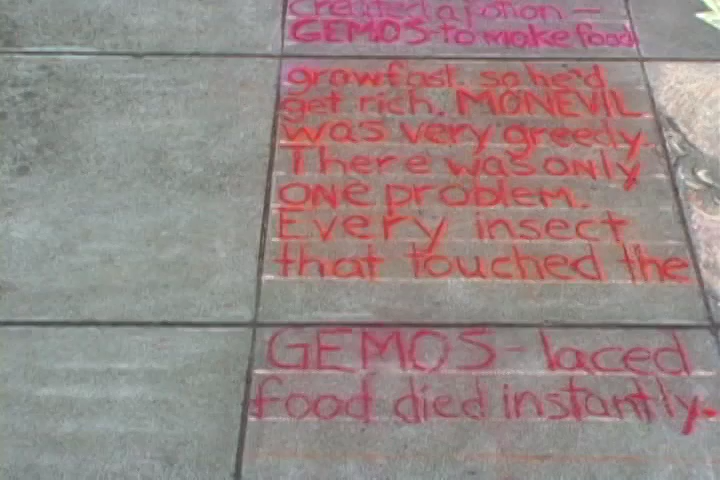 created a potion —
GEMOS-to make food
grow fast. so he'd
get rich. MONEVIL
was very greedy.
There was only
ONE problem.
Every insect
that touched the
GEMOS-laced
food died instantly.